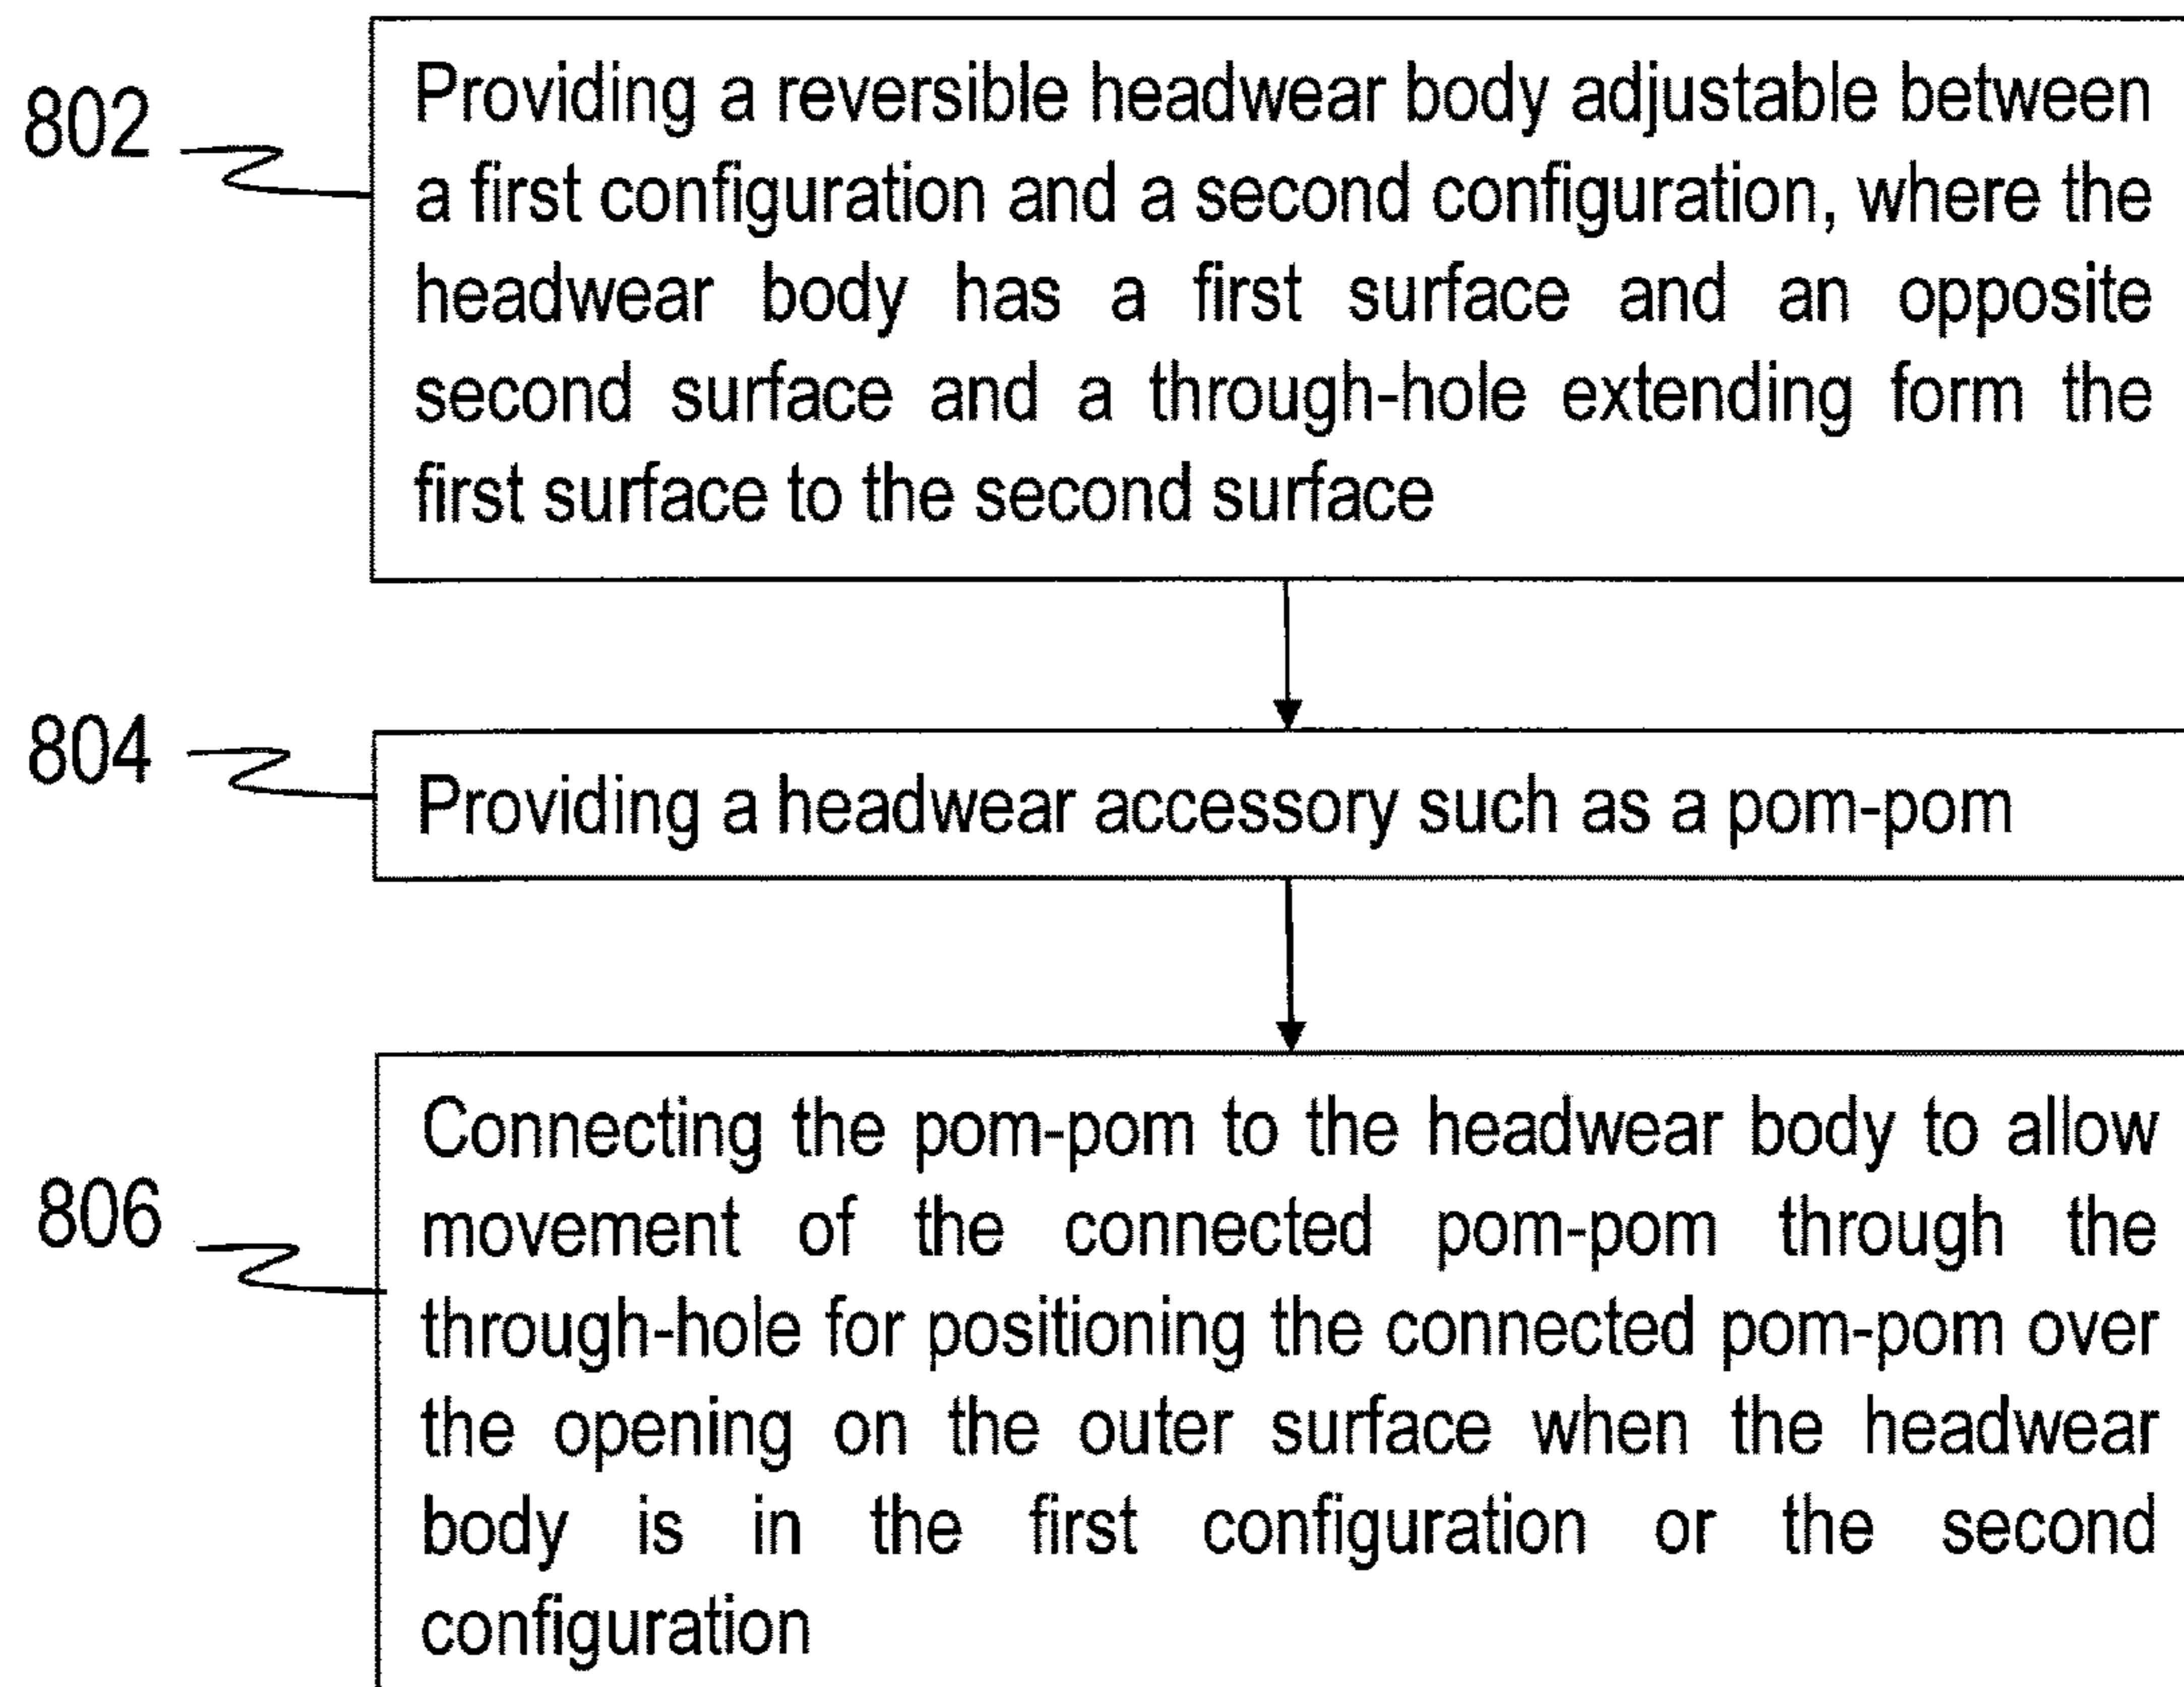 802
Providing a reversible headwear body adjustable between
a first configuration and a second configuration, where the
headwear body has a first surface and an opposite
second surface and a through-hole extending form the
first surface to the second surface
804
Providing a headwear accessory such as a pom-pom
806
Connecting the pom-pom to the headwear body to allow
movement of the connected pom-pom through the
through-hole for positioning the connected pom-pom over
the opening on the outer surface when the headwear
body is in the first configuration or the second
configuration